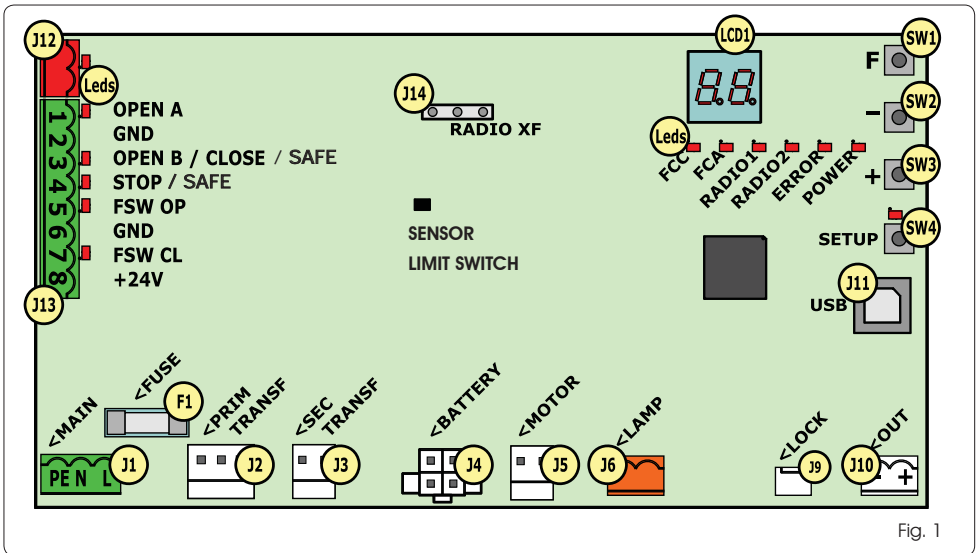 J12
Leds
1 OPEN A
2 GND
3 OPEN B / CLOSE / SAFE
4 STOP / SAFE
5 FSW OP
6 GND
7 FSW CL
8 +24V
J13
J14
RADIO XF
SENSOR
LIMIT SWITCH
LCD1
8.8.
Leds
FCC
FCA
RADIO1
RADIO2
ERROR
POWER
F SW1
- SW2
+ SW3
SETUP SW4
USB J11
<MAIN
PE N L J1
<FUSE
F1
<PRIM
TRANSF
J2
<SEC
TRANSF
J3
<BATTERY
J4
<MOTOR
J5
<LAMP
J6
<LOCK
J9
<OUT
J10
- +
Fig. 1